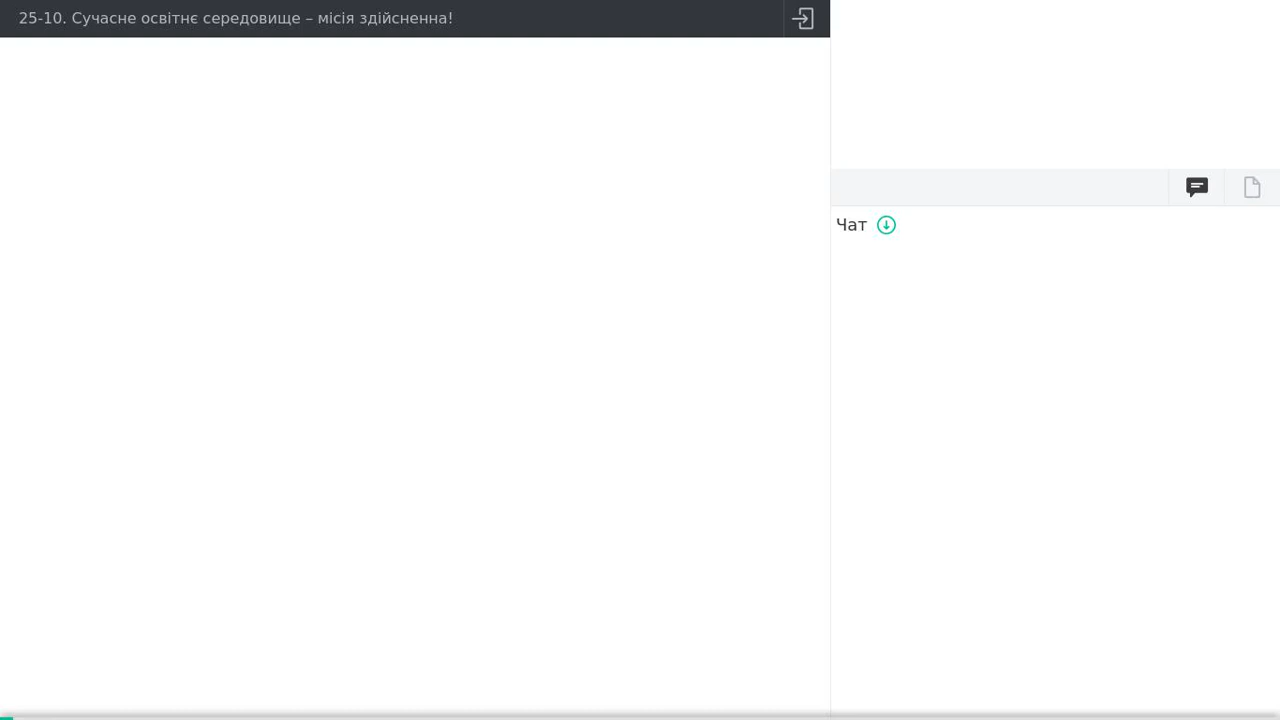 25-10. Сучасне освітнє середовище – місія здійсненна!
Чат